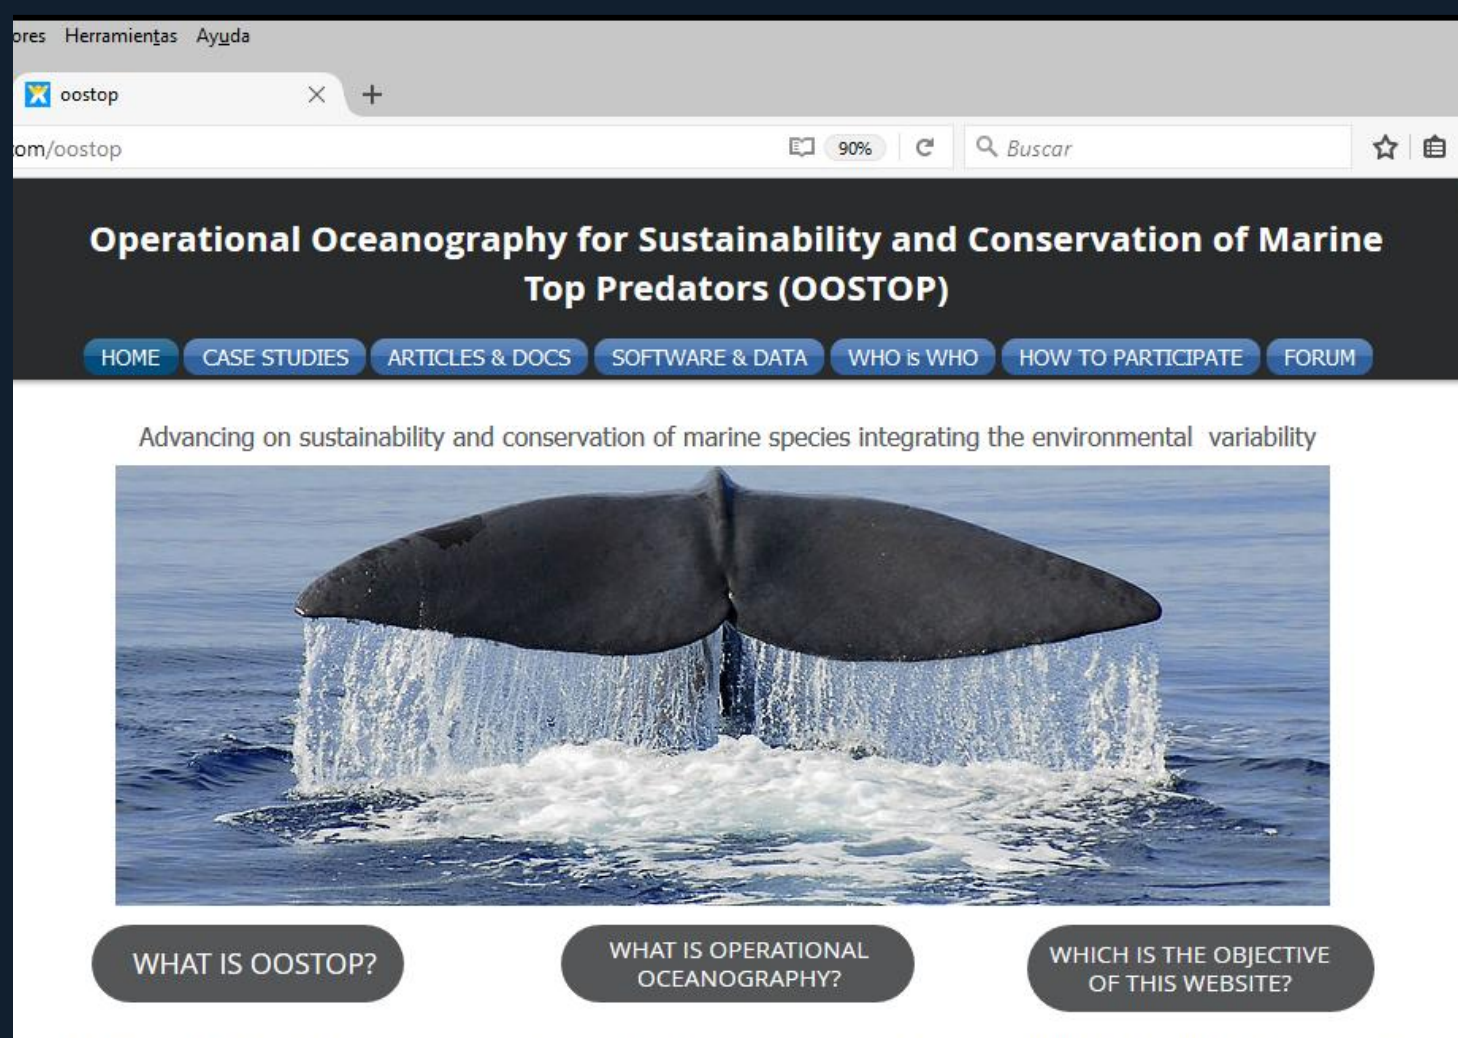 ores Herramientas Ayuda
oostop
om/oostop 90% Buscar
Operational Oceanography for Sustainability and Conservation of Marine
Top Predators (OOSTOP)
HOME CASE STUDIES ARTICLES & DOCS SOFTWARE & DATA WHO is WHO HOW TO PARTICIPATE FORUM
Advancing on sustainability and conservation of marine species integrating the environmental variability
WHAT IS OOSTOP?
WHAT IS OPERATIONAL
OCEANOGRAPHY?
WHICH IS THE OBJECTIVE
OF THIS WEBSITE?